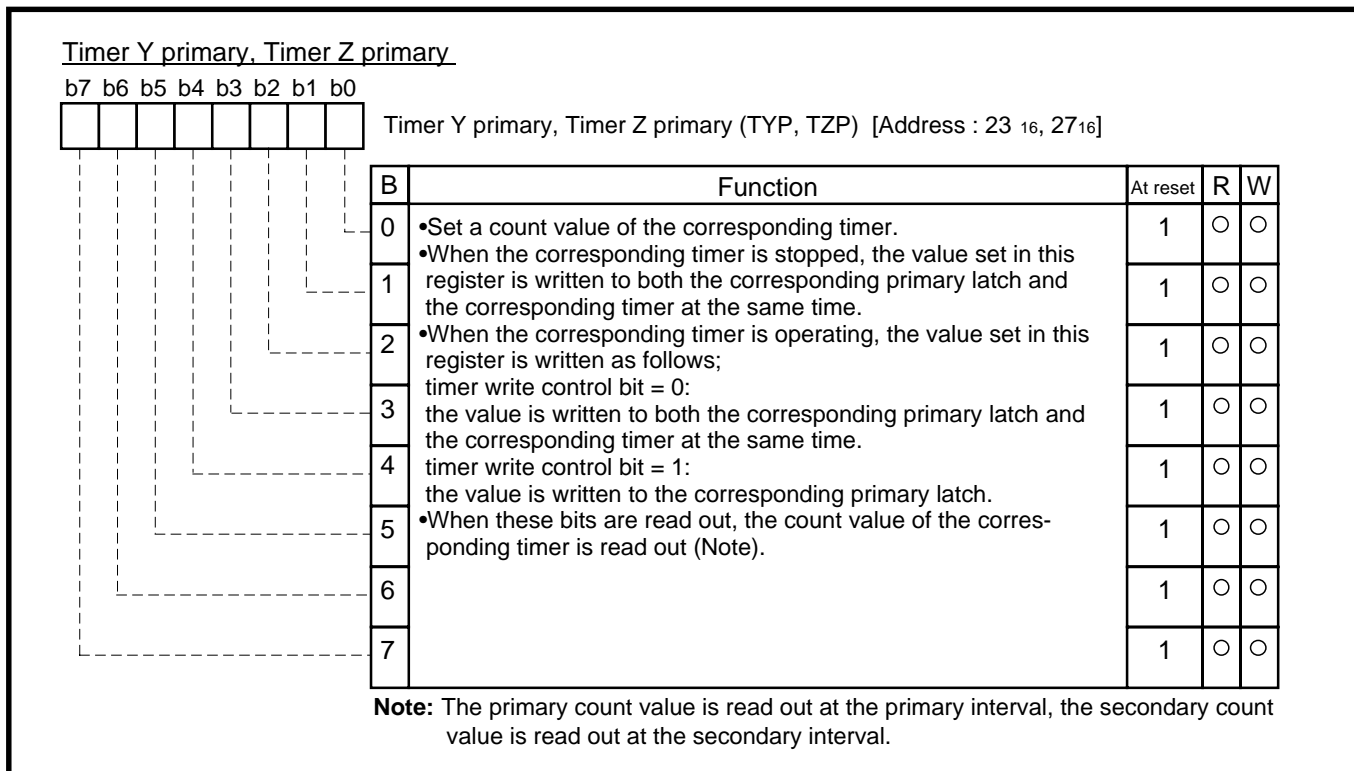 Timer Y primary, Timer Z primary
b7 b6 b5 b4 b3 b2 b1 b0
Timer Y primary, Timer Z primary (TYP, TZP) [Address : 23 16, 2716]
B Function At reset R W
0 •Set a count value of the corresponding timer. 1 ○ ○
•When the corresponding timer is stopped, the value set in this
1 register is written to both the corresponding primary latch and 1 ○ ○
the corresponding timer at the same time.
2 •When the corresponding timer is operating, the value set in this 1 ○ ○
register is written as follows;
timer write control bit = 0:
3 the value is written to both the corresponding primary latch and 1 ○ ○
the corresponding timer at the same time.
4 timer write control bit = 1: 1 ○ ○
the value is written to the corresponding primary latch.
5 •When these bits are read out, the count value of the corres- 1 ○ ○
ponding timer is read out (Note).
6 1 ○ ○
7 1 ○ ○
Note: The primary count value is read out at the primary interval, the secondary count
value is read out at the secondary interval.